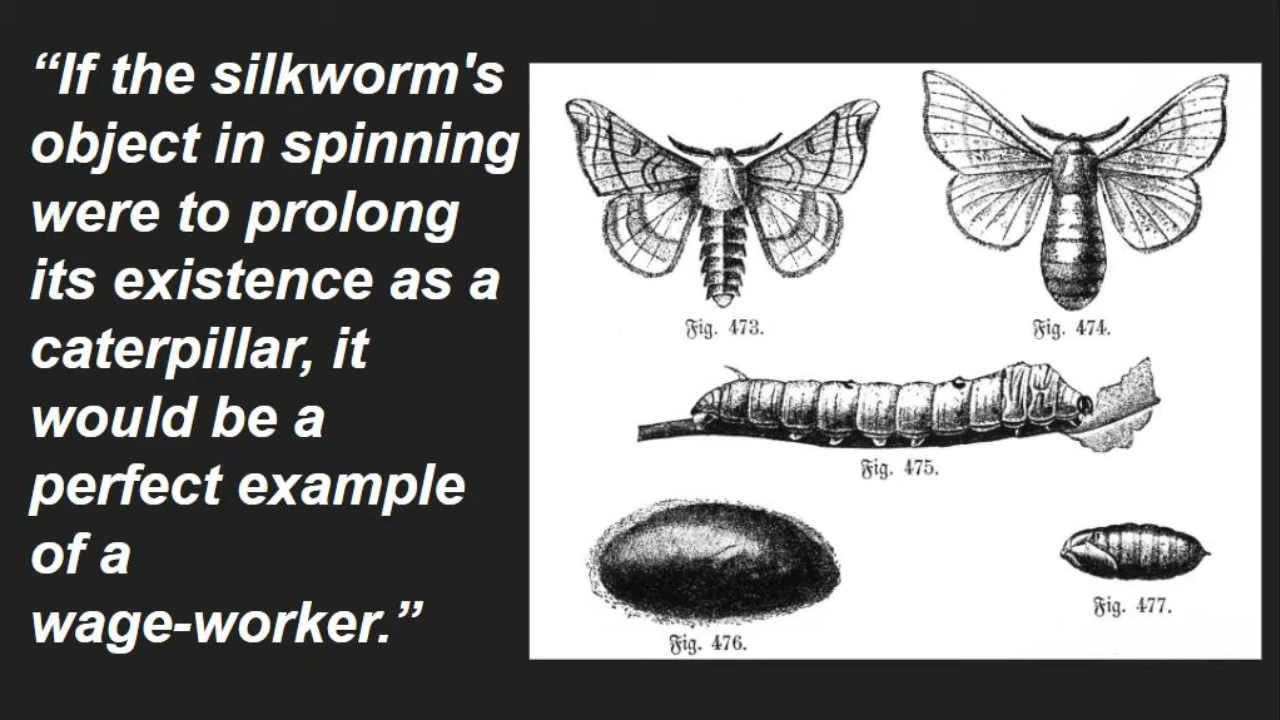 “If the silkworm's
object in spinning
were to prolong
its existence as a
caterpillar, it
would be a
perfect example
of a
wage-worker.”
Fig. 473.
Fig. 474.
Fig. 475.
Fig. 476.
Fig. 477.